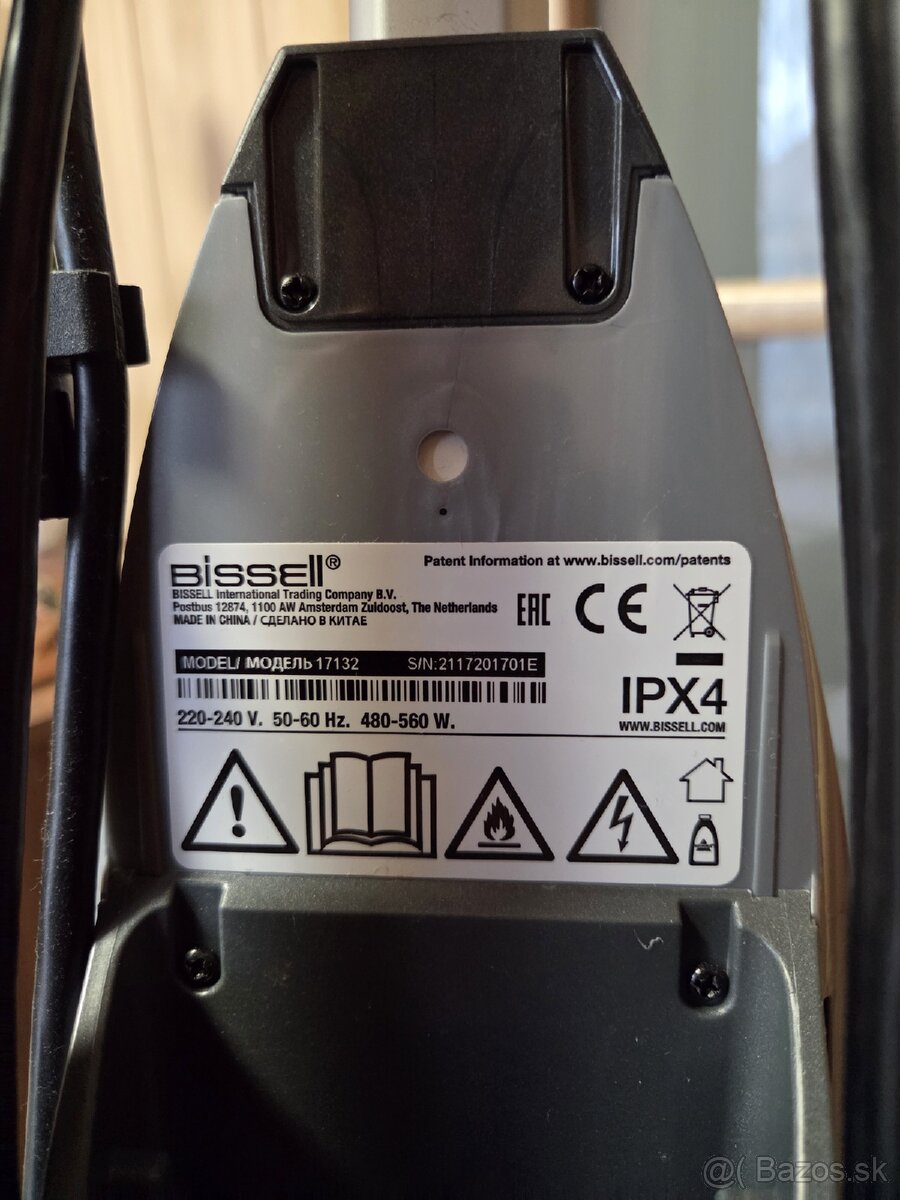 BISSELL®
Patent Information at www.bissell.com/patents
BISSELL International Trading Company B.V.
Postbus 12874, 1100 AW Amsterdam Zuidoost, The Netherlands
MADE IN CHINA / СДЕЛАНО В КИТАЕ
EAC CE
MODEL/ МОДЕЛЬ 17132 S/N:2117201701E
IPX4
220-240 V. 50-60 Hz. 480-560 W.
WWW.BISSELL.COM
@( Bazos.sk